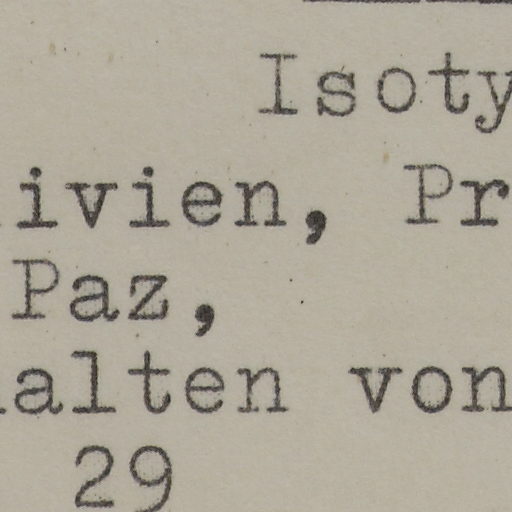 Isoty
ivien, Pr
Paz,
alten von
29